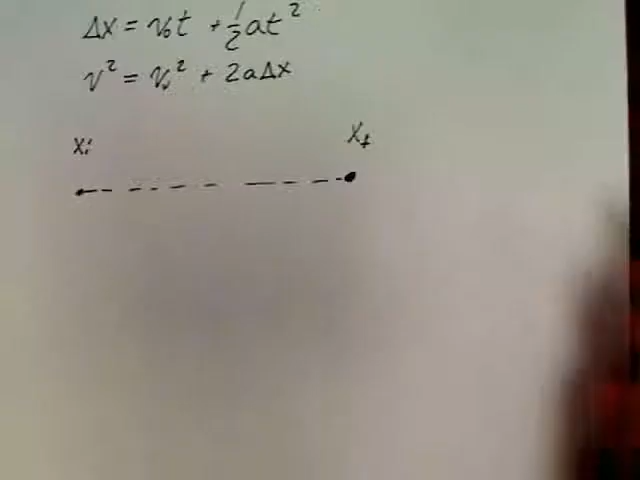 Δx = v₀t + ½at²
v² = v₀² + 2aΔx
xᵢ x_f